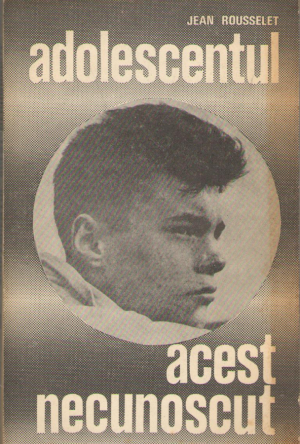 JEAN ROUSSELET
adolescentul
acest
necunoscut